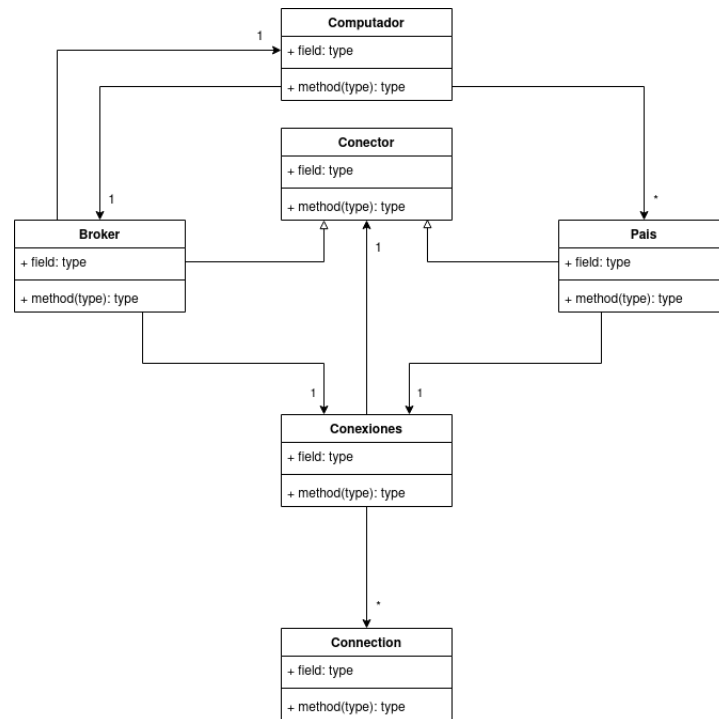 Computador
1
+ field: type
+ method(type): type
Conector
+ field: type
+ method(type): type
1
*
Broker
+ field: type
+ method(type): type
1
Pais
+ field: type
+ method(type): type
1
1
Conexiones
+ field: type
+ method(type): type
*
Connection
+ field: type
+ method(type): type